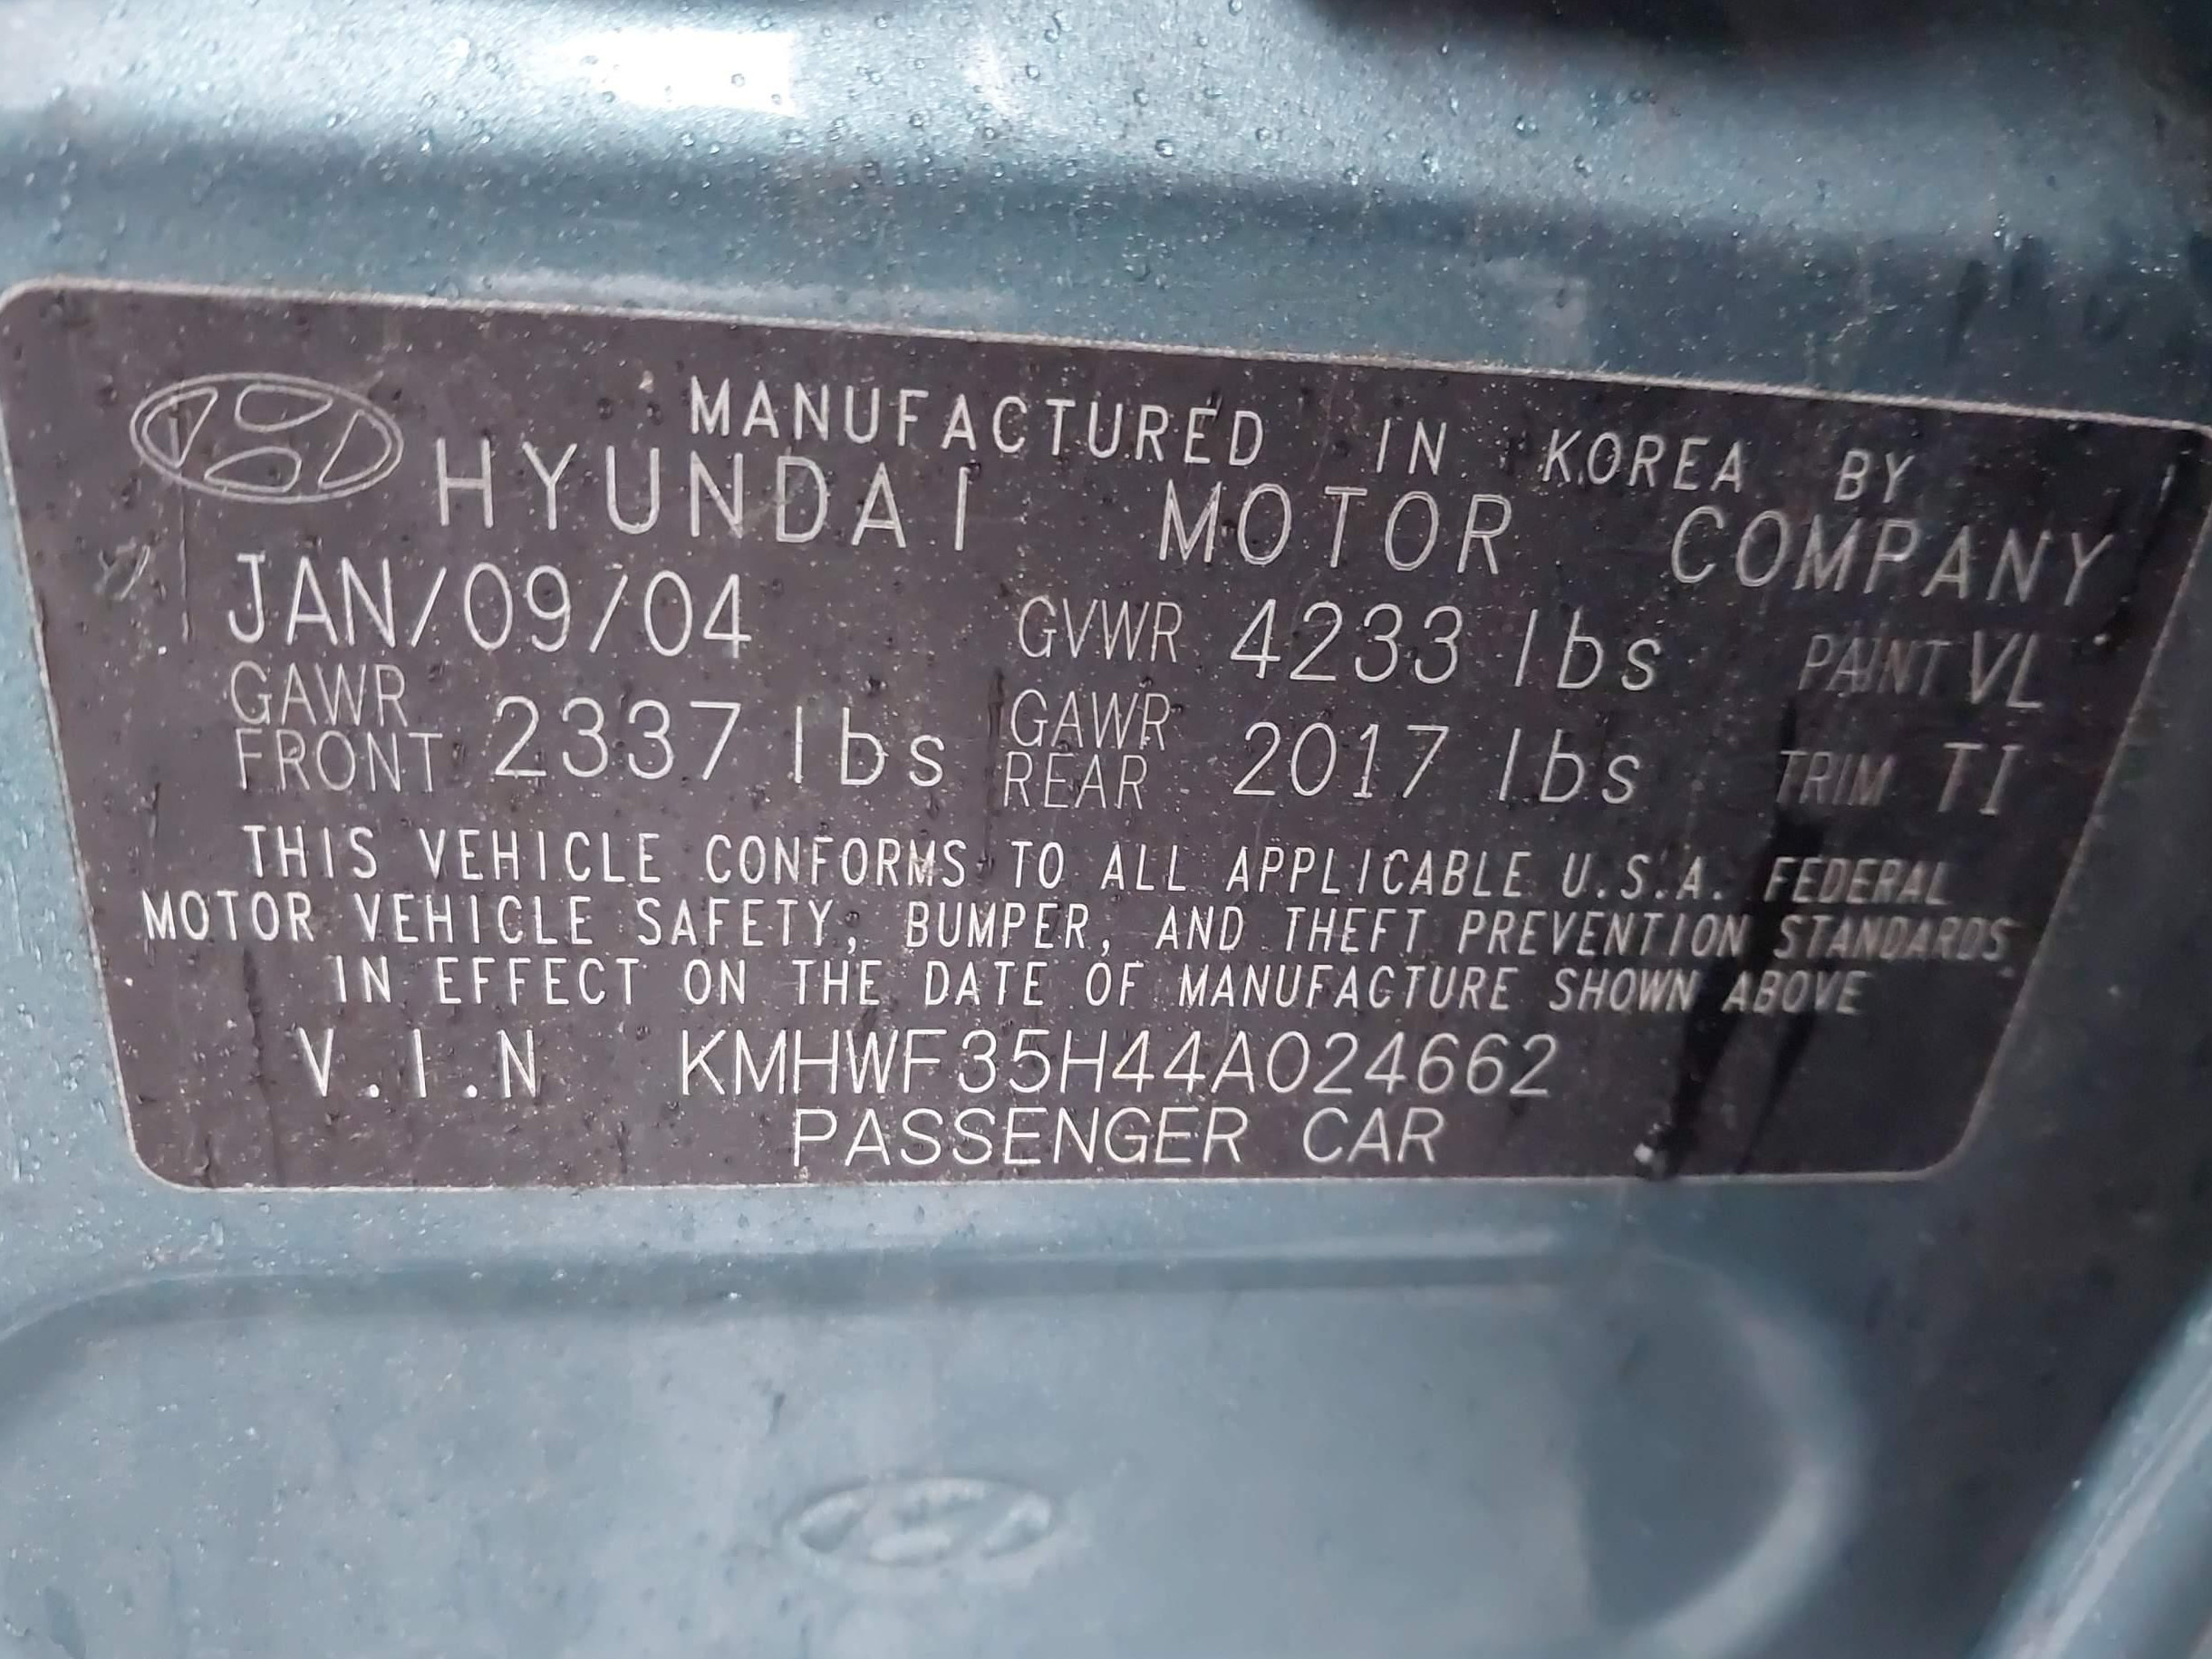 MANUFACTURED IN KOREA BY
HYUNDAI MOTOR COMPANY
JAN/09/04 GVWR 4233 lbs PAINT VL
GAWR FRONT 2337 lbs GAWR REAR 2017 lbs TRIM TI
THIS VEHICLE CONFORMS TO ALL APPLICABLE U.S.A. FEDERAL
MOTOR VEHICLE SAFETY, BUMPER, AND THEFT PREVENTION STANDARDS
IN EFFECT ON THE DATE OF MANUFACTURE SHOWN ABOVE
V.I.N KMHWF35H44A024662
PASSENGER CAR